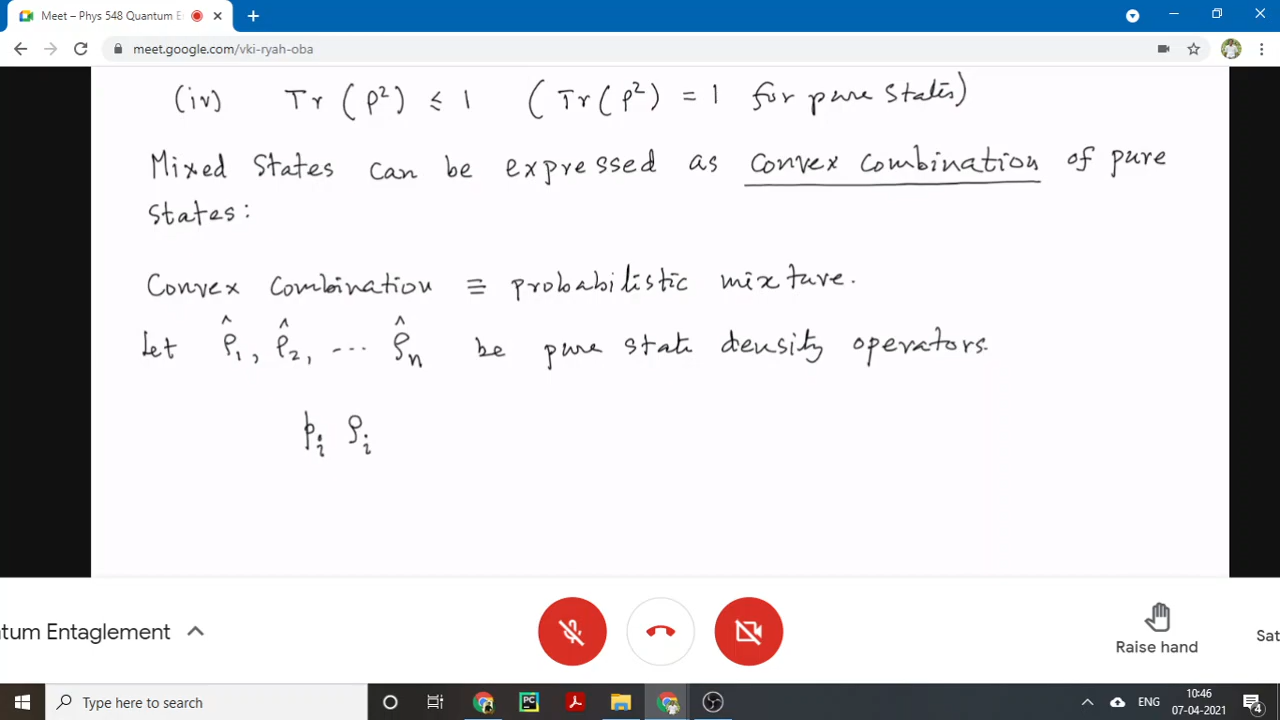 Meet – Phys 548 Quantum E
meet.google.com/vki-ryah-oba
(iv) Tr (ρ²) ≤ 1 ( Tr (ρ²) = 1 for pure states)
Mixed States can be expressed as Convex Combination of pure
States:
Convex Combination ≡ probabilistic mixture.
Let ρ̂₁, ρ̂₂, ... ρ̂ₙ be pure state density operators.
pᵢ ρᵢ
ntum Entaglement
Raise hand
Sat
Type here to search
PC
ENG
10:46
07-04-2021
4